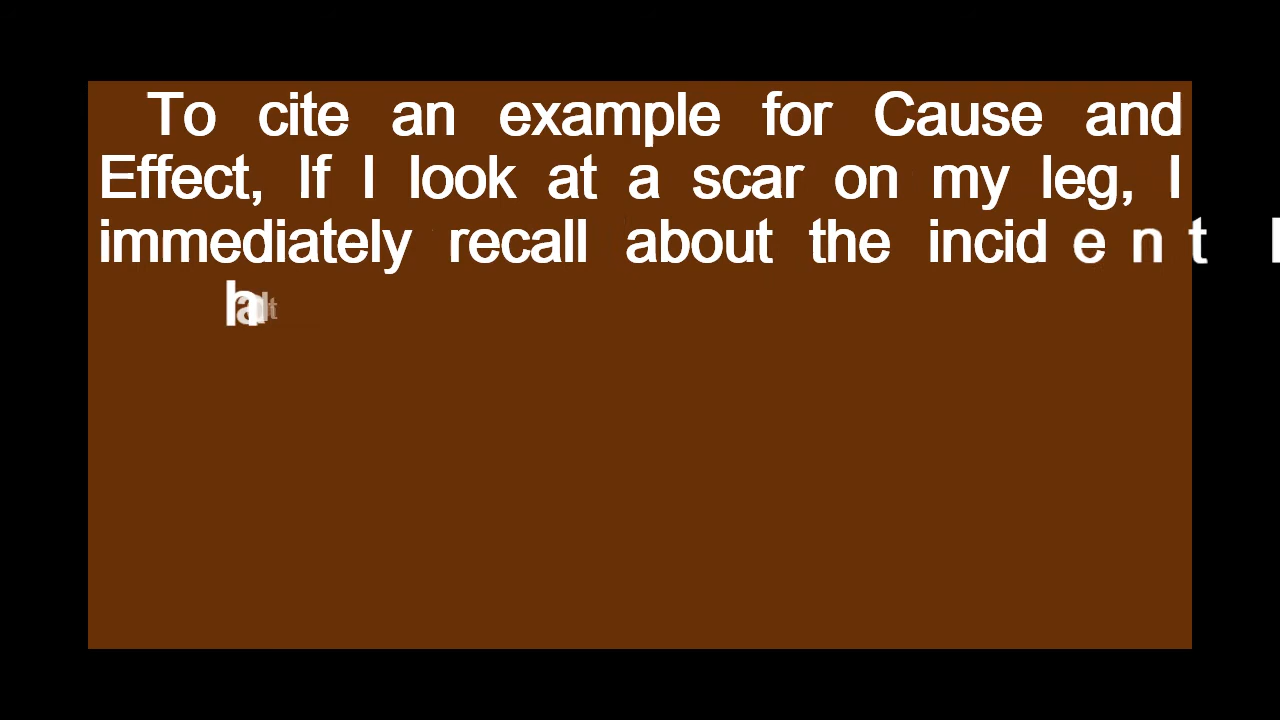 To cite an example for Cause and
Effect, If I look at a scar on my leg, I
immediately recall about the incident